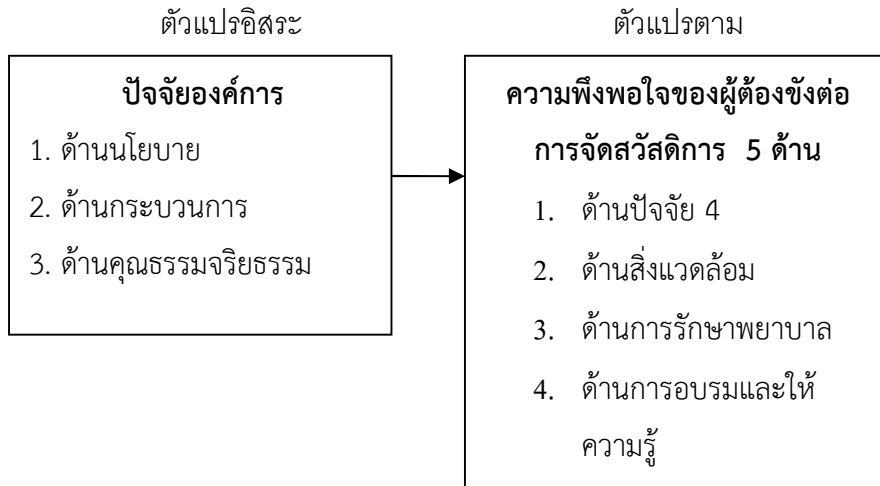 ตัวแปรอิสระ
ปัจจัยองค์การ
1. ด้านนโยบาย
2. ด้านกระบวนการ
3. ด้านคุณธรรมจริยธรรม
ตัวแปรตาม
ความพึงพอใจของผู้ต้องขังต่อ
การจัดสวัสดิการ 5 ด้าน
1. ด้านปัจจัย 4
2. ด้านสิ่งแวดล้อม
3. ด้านการรักษาพยาบาล
4. ด้านการอบรมและให้
ความรู้